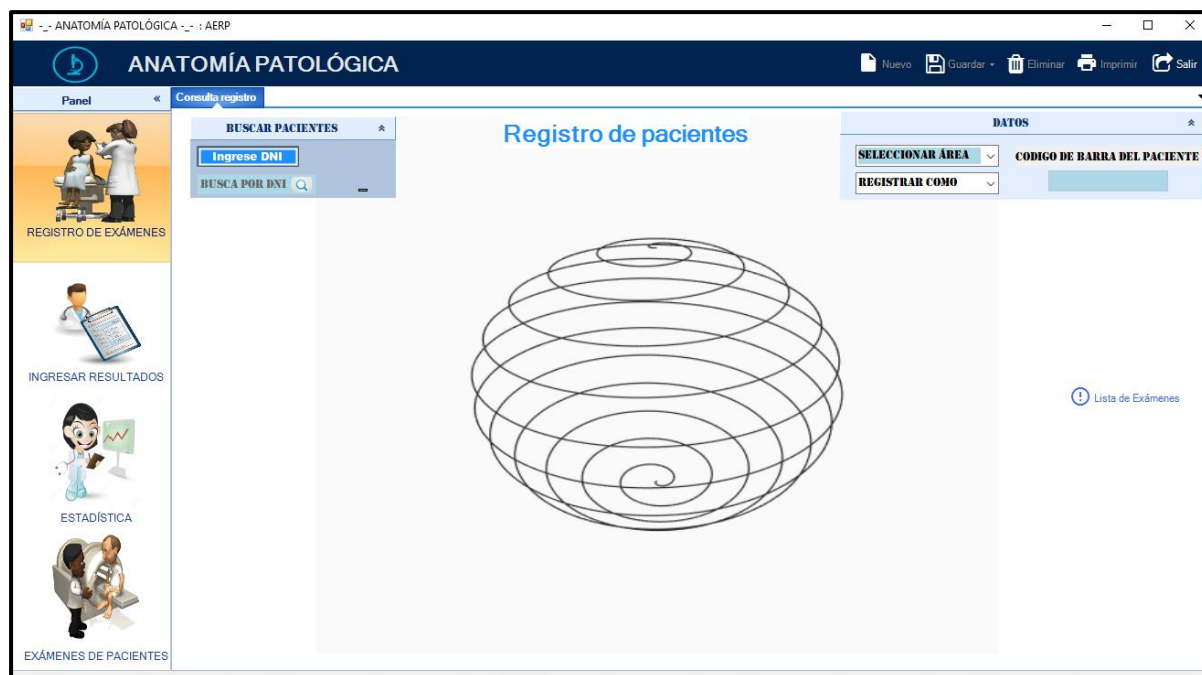 -_- ANATOMÍA PATOLÓGICA -_- : AERP
ANATOMÍA PATOLÓGICA
Nuevo Guardar Eliminar Imprimir Salir
Panel «
Consulta registro
REGISTRO DE EXÁMENES
INGRESAR RESULTADOS
ESTADÍSTICA
EXÁMENES DE PACIENTES
BUSCAR PACIENTES
Ingrese DNI
BUSCA POR DNI
Registro de pacientes
DATOS
SELECCIONAR ÁREA
REGISTRAR COMO
CODIGO DE BARRA DEL PACIENTE
Lista de Exámenes